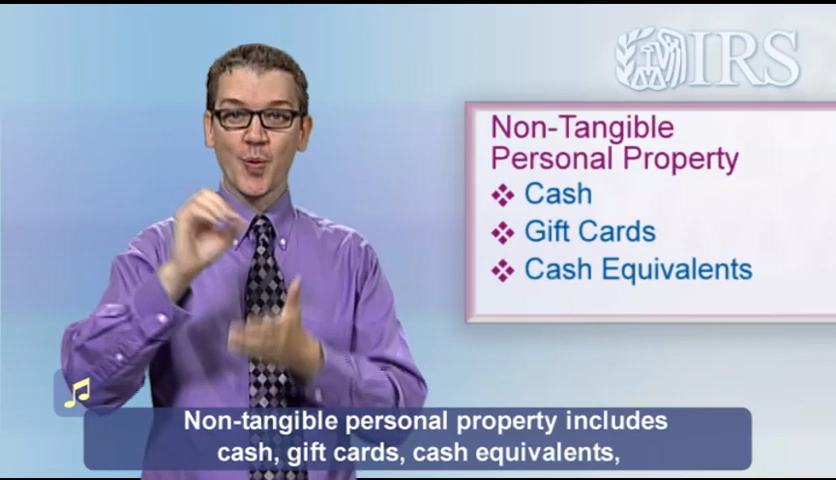 IRS
Non-Tangible
Personal Property
Cash
Gift Cards
Cash Equivalents
Non-tangible personal property includes
cash, gift cards, cash equivalents,